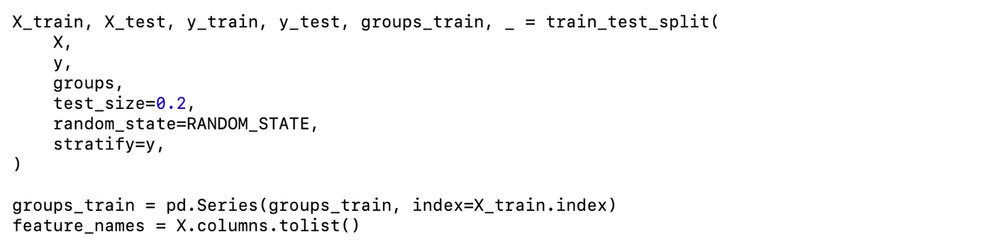 X_train, X_test, y_train, y_test, groups_train, _ = train_test_split(
    X,
    y,
    groups,
    test_size=0.2,
    random_state=RANDOM_STATE,
    stratify=y,
)

groups_train = pd.Series(groups_train, index=X_train.index)
feature_names = X.columns.tolist()